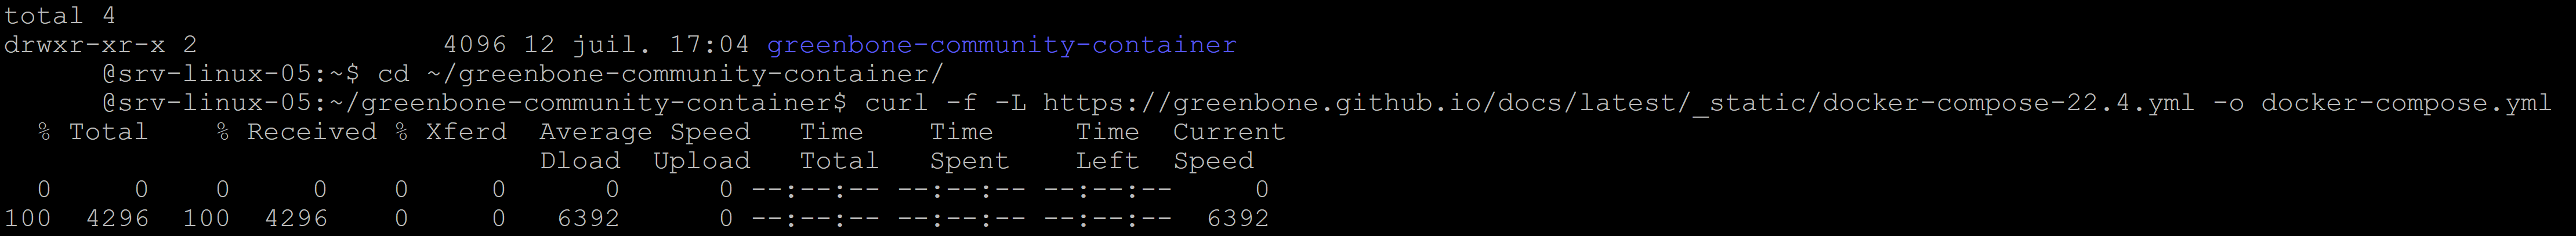 total 4
drwxr-xr-x 2 4096 12 juil. 17:04 greenbone-community-container
@srv-linux-05:~$ cd ~/greenbone-community-container/
@srv-linux-05:~/greenbone-community-container$ curl -f -L https://greenbone.github.io/docs/latest/_static/docker-compose-22.4.yml -o docker-compose.yml
% Total % Received % Xferd Average Speed Time Time Time Current
Dload Upload Total Spent Left Speed
0 0 0 0 0 0 0 0 --:--:-- --:--:-- --:--:-- 0
100 4296 100 4296 0 0 6392 0 --:--:-- --:--:-- --:--:-- 6392